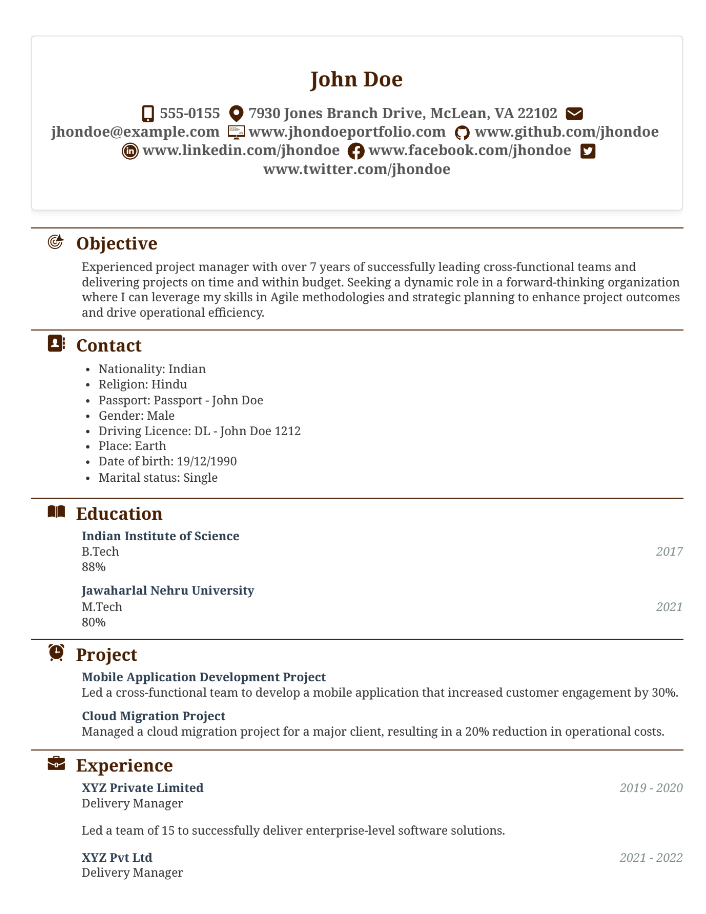 John Doe
555-0155 7930 Jones Branch Drive, McLean, VA 22102
jhondoe@example.com www.jhondoeportfolio.com www.github.com/jhondoe
www.linkedin.com/jhondoe www.facebook.com/jhondoe
www.twitter.com/jhondoe
Objective
Experienced project manager with over 7 years of successfully leading cross-functional teams and
delivering projects on time and within budget. Seeking a dynamic role in a forward-thinking organization
where I can leverage my skills in Agile methodologies and strategic planning to enhance project outcomes
and drive operational efficiency.
Contact
• Nationality: Indian
• Religion: Hindu
• Passport: Passport - John Doe
• Gender: Male
• Driving Licence: DL - John Doe 1212
• Place: Earth
• Date of birth: 19/12/1990
• Marital status: Single
Education
Indian Institute of Science
B.Tech 2017
88%
Jawaharlal Nehru University
M.Tech 2021
80%
Project
Mobile Application Development Project
Led a cross-functional team to develop a mobile application that increased customer engagement by 30%.
Cloud Migration Project
Managed a cloud migration project for a major client, resulting in a 20% reduction in operational costs.
Experience
XYZ Private Limited 2019 - 2020
Delivery Manager
Led a team of 15 to successfully deliver enterprise-level software solutions.
XYZ Pvt Ltd 2021 - 2022
Delivery Manager